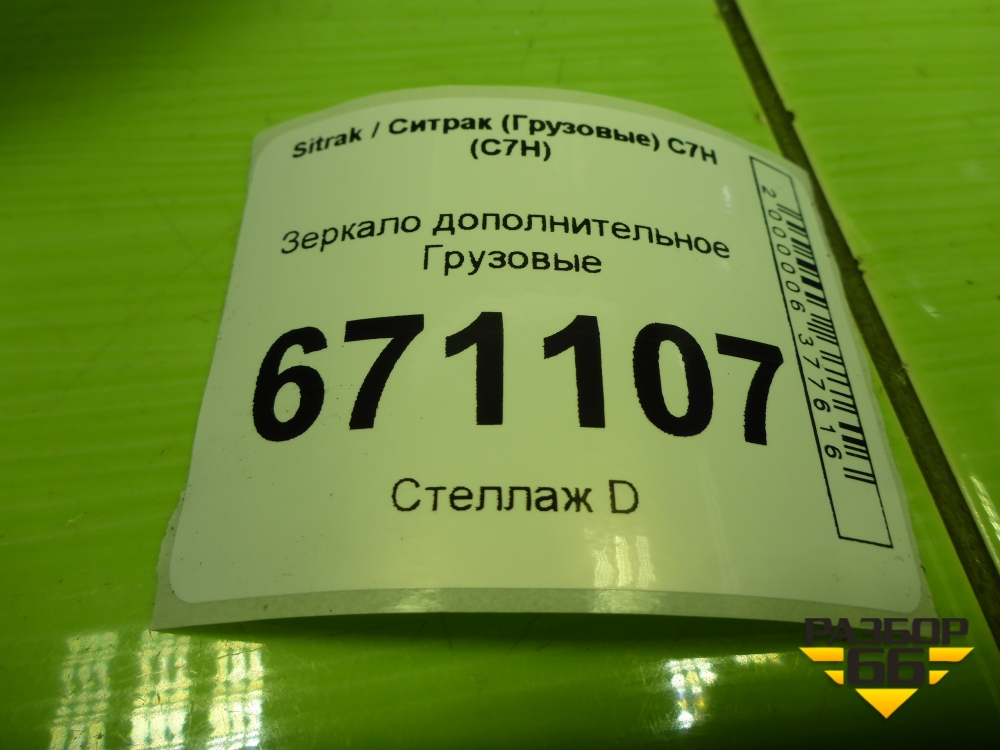 Sitrak / Ситрак (Грузовые) C7H
(C7H)
Зеркало дополнительное
Грузовые
671107
Стеллаж D
2000006377616
РАЗБОР
66